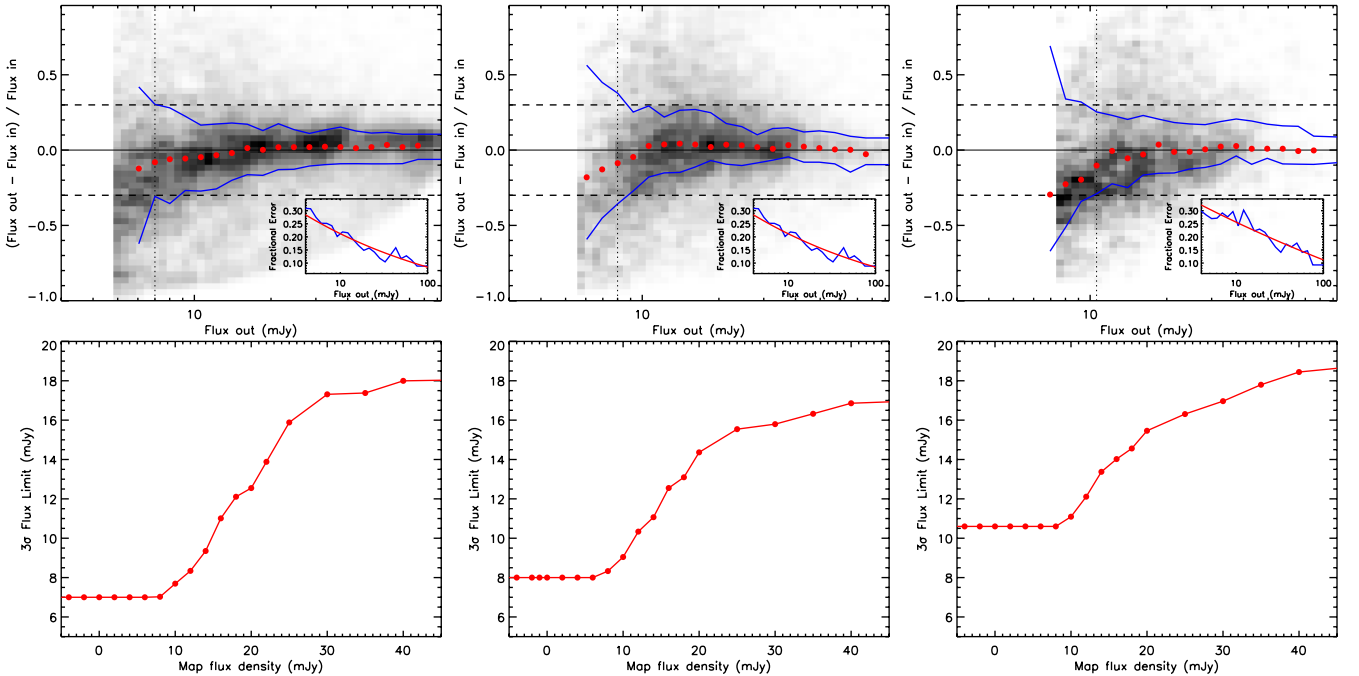 (Flux out − Flux in) / Flux in
0.5
0.0
−0.5
−1.0
10
Flux out (mJy)
Fractional Error
0.30
0.25
0.20
0.15
0.10
10
100
Flux out (mJy)
(Flux out − Flux in) / Flux in
0.5
0.0
−0.5
−1.0
10
Flux out (mJy)
Fractional Error
0.30
0.25
0.20
0.15
0.10
10
100
Flux out (mJy)
(Flux out − Flux in) / Flux in
0.5
0.0
−0.5
−1.0
10
Flux out (mJy)
Fractional Error
0.30
0.25
0.20
0.15
0.10
10
100
Flux out (mJy)
3σ Flux Limit (mJy)
20
18
16
14
12
10
8
6
0 10 20 30 40
Map flux density (mJy)
3σ Flux Limit (mJy)
20
18
16
14
12
10
8
6
0 10 20 30 40
Map flux density (mJy)
3σ Flux Limit (mJy)
20
18
16
14
12
10
8
6
0 10 20 30 40
Map flux density (mJy)